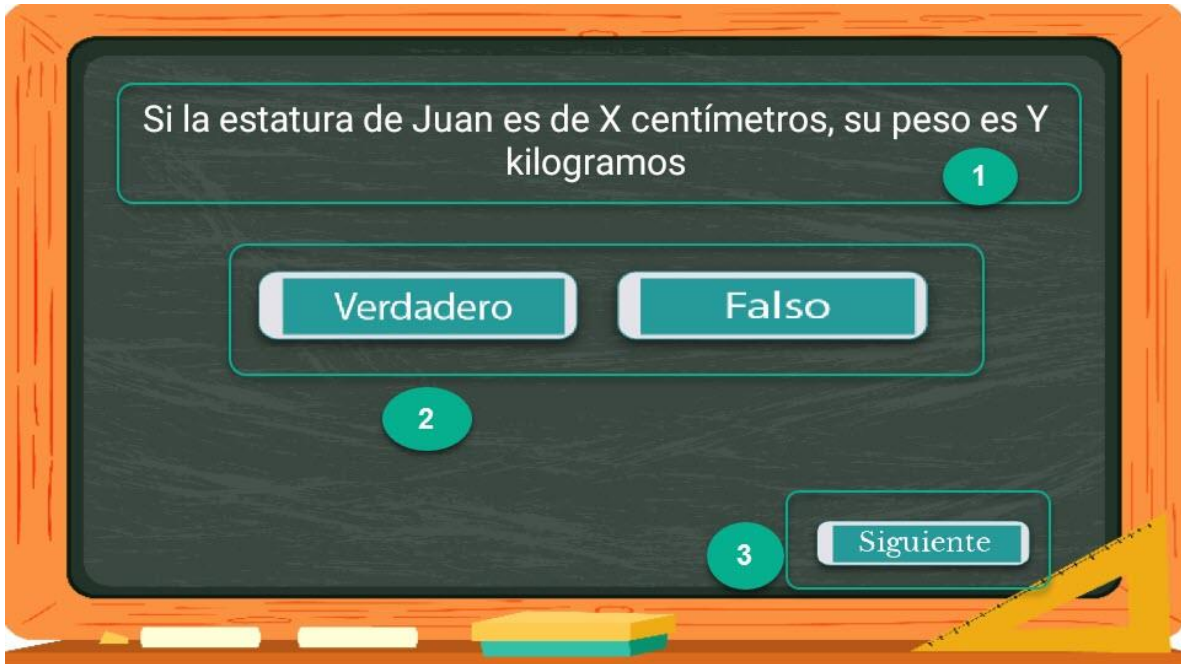 Si la estatura de Juan es de X centímetros, su peso es Y
kilogramos
1
Verdadero
Falso
2
3
Siguiente